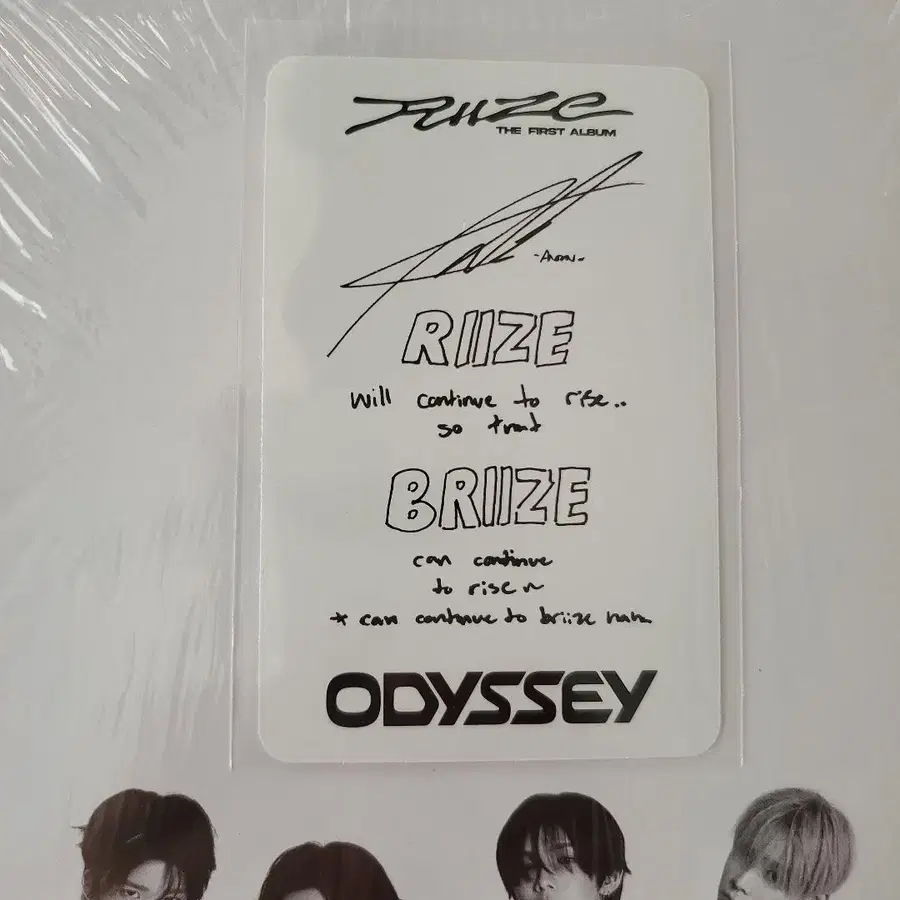 RIIZE
THE FIRST ALBUM
-Anton-
RIIZE
will continue to rise..
so that
BRIIZE
can continue
to rise~
* can continue to briize
ODYSSEY